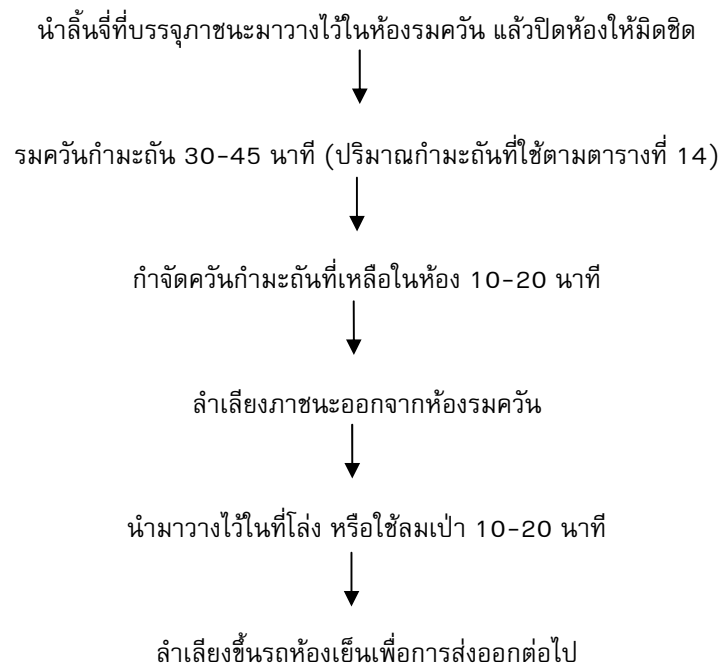 นำลิ้นจี่ที่บรรจุภาชนะมาวางไว้ในห้องรมควัน แล้วปิดห้องให้มิดชิด
รมควันกำมะถัน 30-45 นาที (ปริมาณกำมะถันที่ใช้ตามตารางที่ 14)
กำจัดควันกำมะถันที่เหลือในห้อง 10-20 นาที
ลำเลียงภาชนะออกจากห้องรมควัน
นำมาวางไว้ในที่โล่ง หรือใช้ลมเป่า 10-20 นาที
ลำเลียงขึ้นรถห้องเย็นเพื่อการส่งออกต่อไป